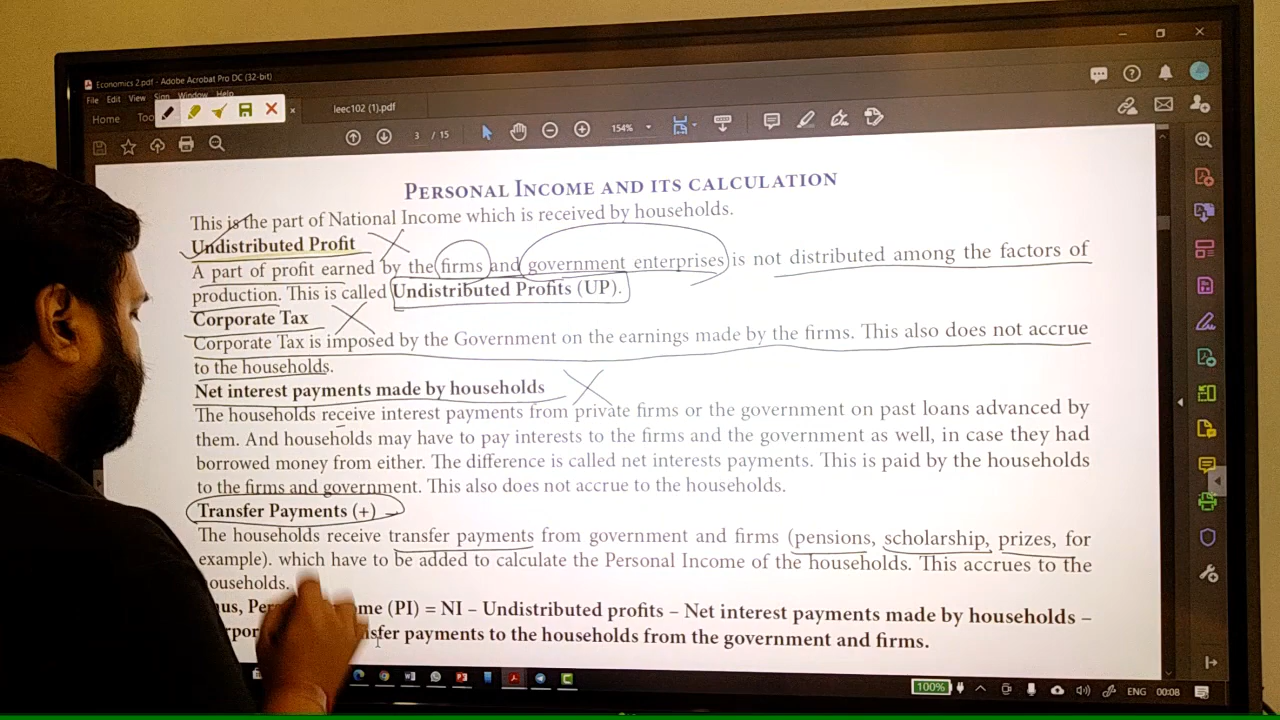 Economics 2.pdf - Adobe Acrobat Pro DC (32-bit)
File Edit View Sign Window Help
Home Too leec102 (1).pdf
3 / 15 154%
PERSONAL INCOME AND ITS CALCULATION
This is the part of National Income which is received by households.
Undistributed Profit
A part of profit earned by the firms and government enterprises is not distributed among the factors of
production. This is called Undistributed Profits (UP).
Corporate Tax
Corporate Tax is imposed by the Government on the earnings made by the firms. This also does not accrue
to the households.
Net interest payments made by households
The households receive interest payments from private firms or the government on past loans advanced by
them. And households may have to pay interests to the firms and the government as well, in case they had
borrowed money from either. The difference is called net interests payments. This is paid by the households
to the firms and government. This also does not accrue to the households.
Transfer Payments (+)
The households receive transfer payments from government and firms (pensions, scholarship, prizes, for
example). which have to be added to calculate the Personal Income of the households. This accrues to the
ouseholds.
us, Per me (PI) = NI – Undistributed profits – Net interest payments made by households –
rpor sfer payments to the households from the government and firms.
100% ENG 00:08